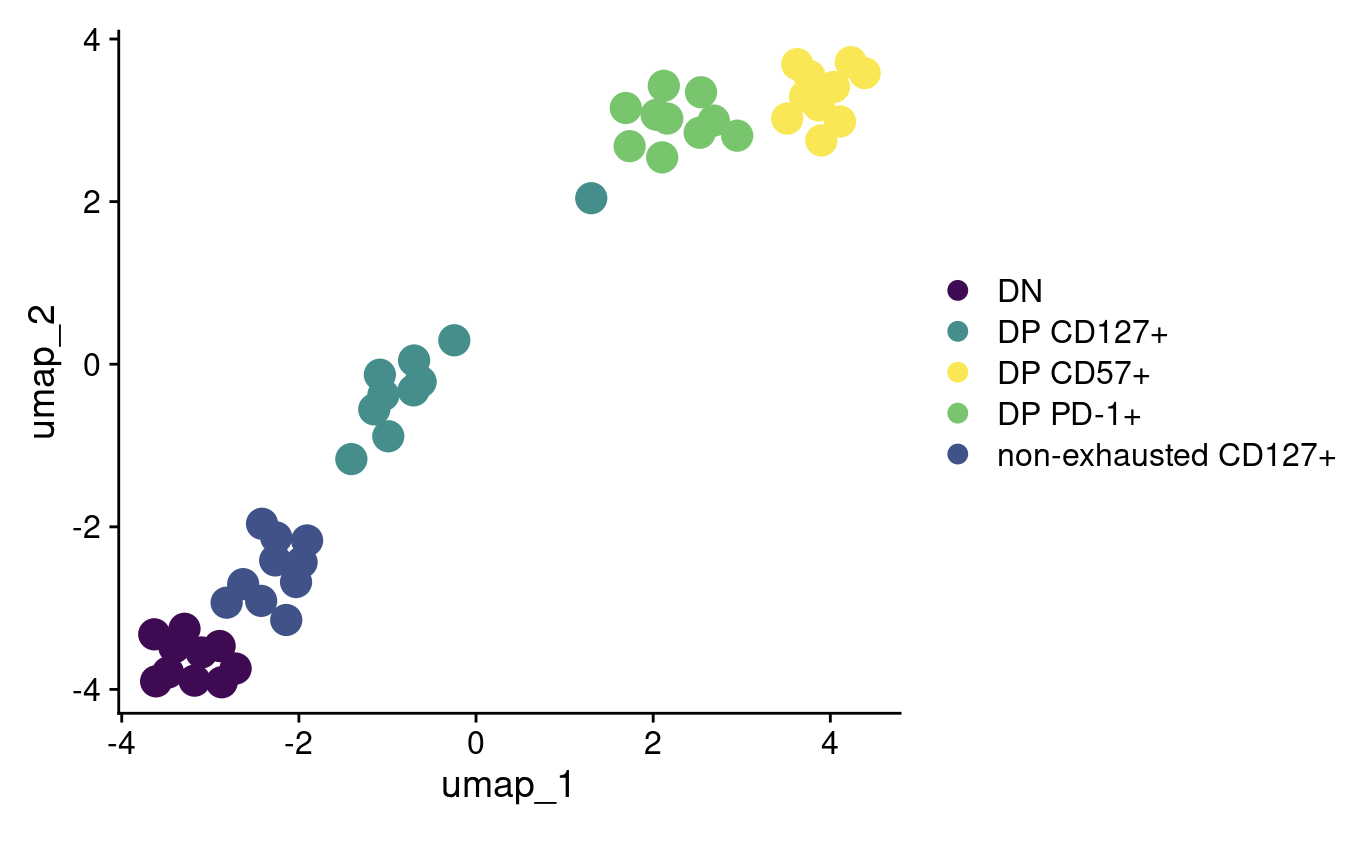 4
2
0
-2
-4
umap_2
-4
-2
0
2
4
umap_1
DN
DP CD127+
DP CD57+
DP PD-1+
non-exhausted CD127+